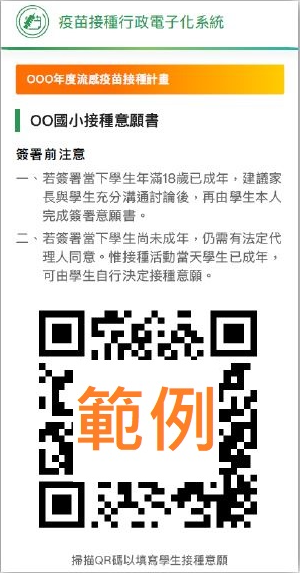 疫苗接種行政電子化系統
OOO年度流感疫苗接種計畫
OO國小接種意願書
簽署前注意
一、若簽署當下學生年滿18歲已成年，建議家
長與學生充分溝通討論後，再由學生本人
完成簽署意願書。
二、若簽署當下學生尚未成年，仍需有法定代
理人同意。惟接種活動當天學生已成年，
可由學生自行決定接種意願。
範例
掃描QR碼以填寫學生接種意願